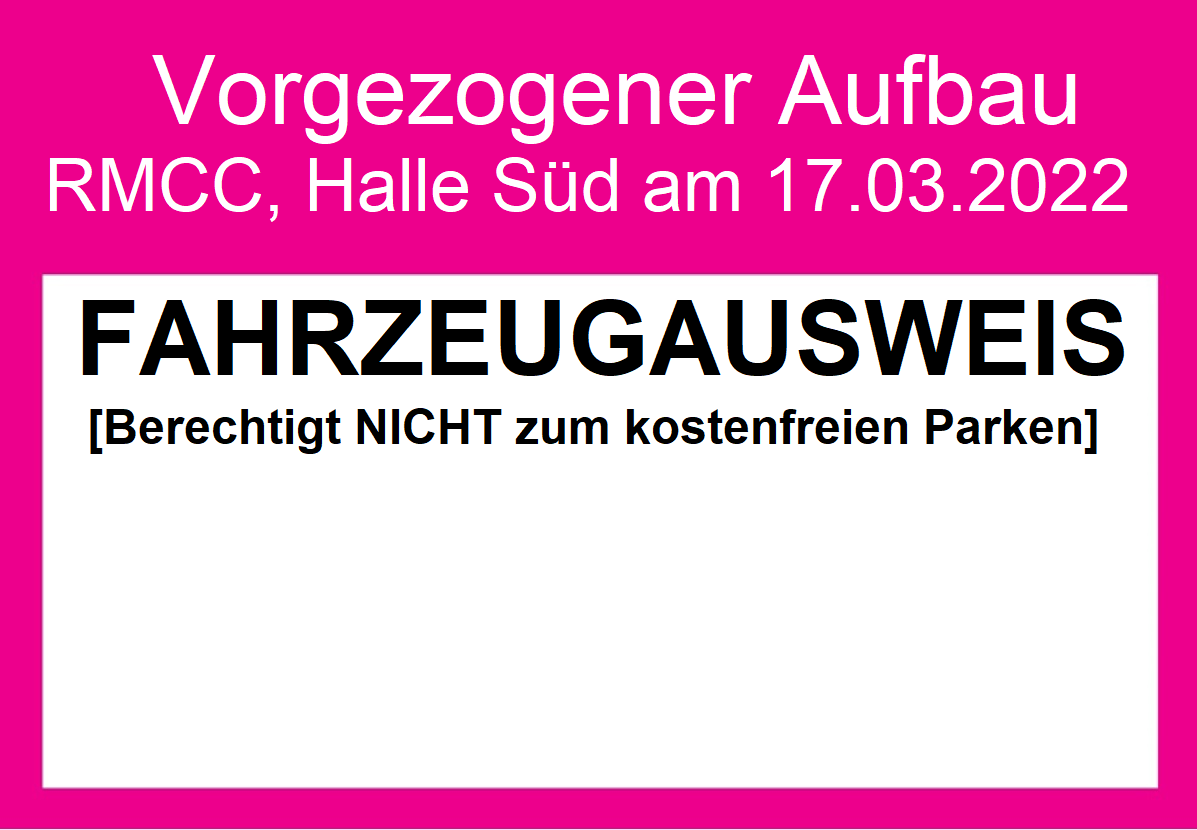 Vorgezogener Aufbau
RMCC, Halle Süd am 17.03.2022
FAHRZEUGAUSWEIS
[Berechtigt NICHT zum kostenfreien Parken]